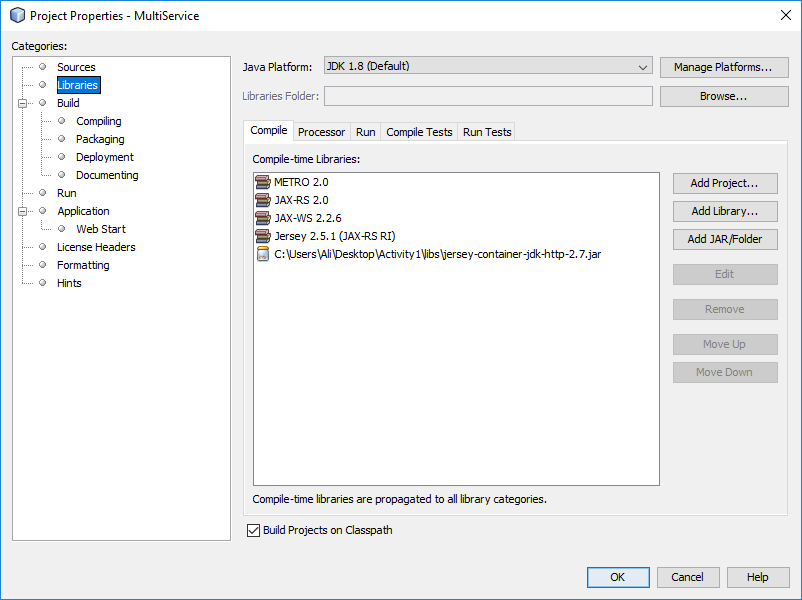 Project Properties - MultiService
Categories:
Sources
Libraries
Build
Compiling
Packaging
Deployment
Documenting
Run
Application
Web Start
License Headers
Formatting
Hints
Java Platform: JDK 1.8 (Default) Manage Platforms...
Libraries Folder: Browse...
Compile Processor Run Compile Tests Run Tests
Compile-time Libraries:
METRO 2.0
JAX-RS 2.0
JAX-WS 2.2.6
Jersey 2.5.1 (JAX-RS RI)
C:\Users\Ali\Desktop\Activity1\libs\jersey-container-jdk-http-2.7.jar
Add Project...
Add Library...
Add JAR/Folder
Edit
Remove
Move Up
Move Down
Compile-time libraries are propagated to all library categories.
Build Projects on Classpath
OK Cancel Help